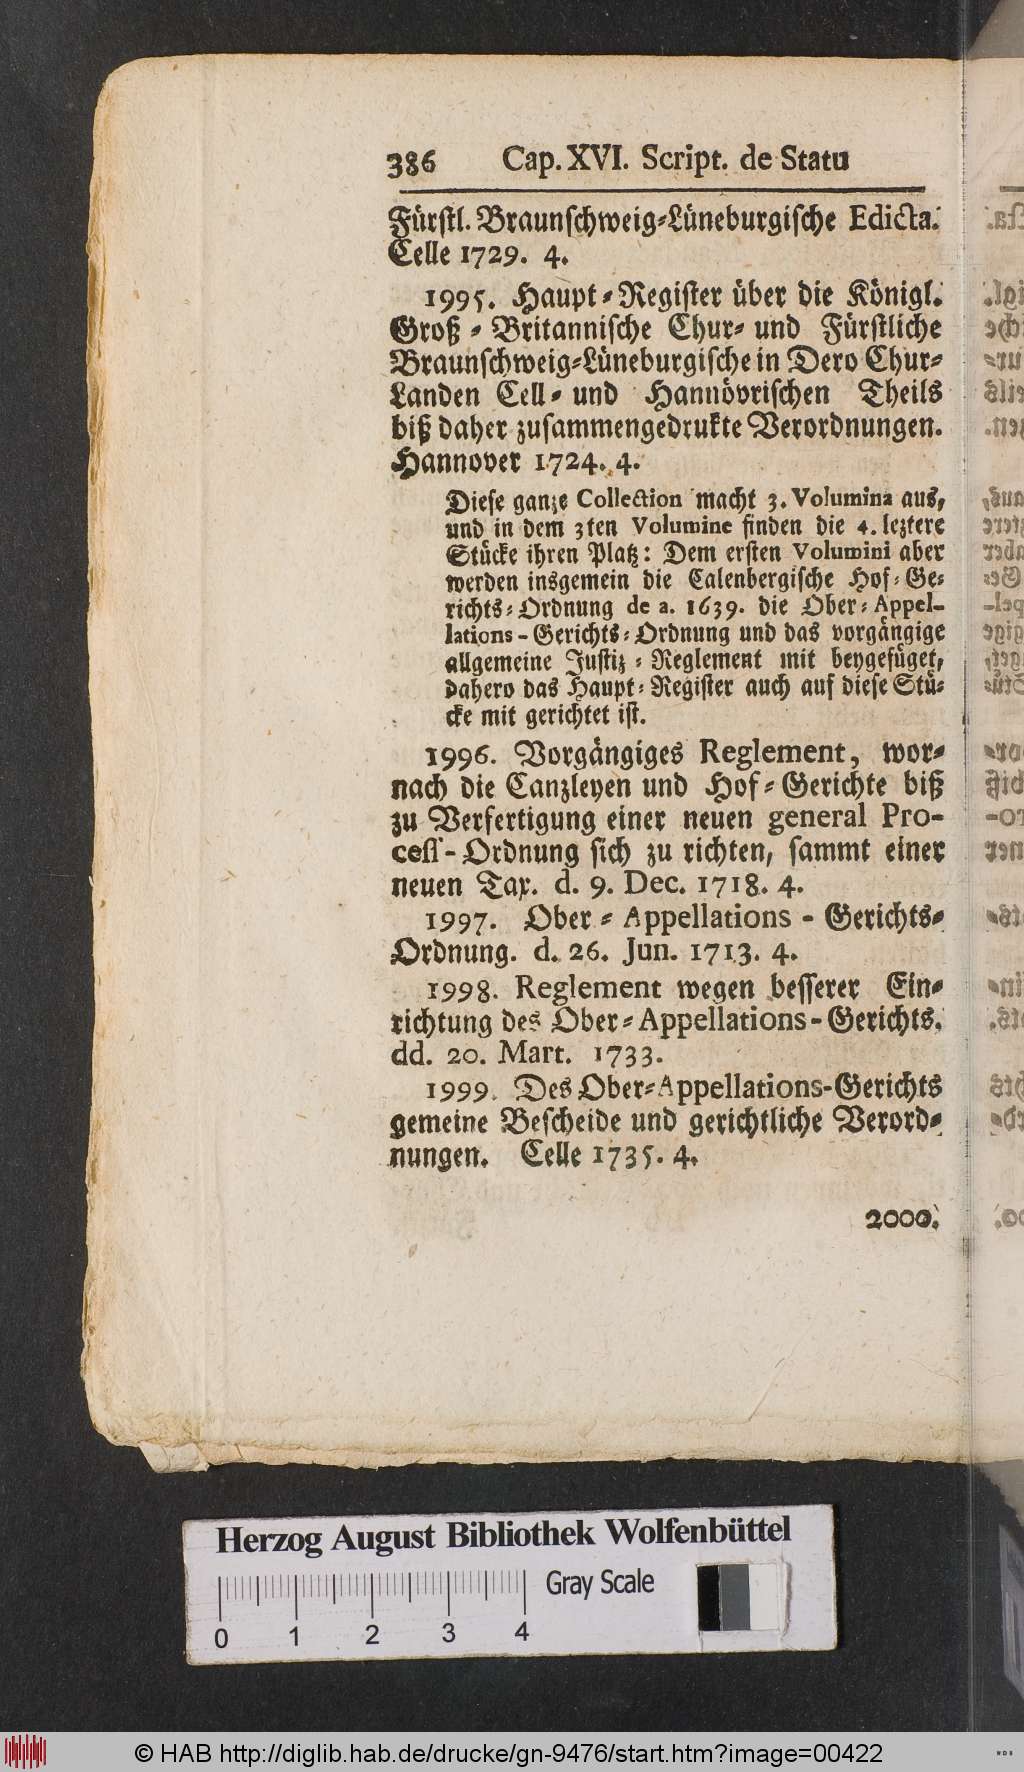 386 Cap. XVI. Script. de Statu
Fürstl. Braunschweig-Lüneburgische Edicta.
Celle 1729. 4.
1995. Haupt-Register über die Königl.
Groß-Britannische Chur- und Fürstliche
Braunschweig-Lüneburgische in Dero Chur-
Landen Cell- und Hannövrischen Theils
biß daher zusammengedrukte Verordnungen.
Hannover 1724. 4.
Diese ganze Collection macht 3. Volumina aus,
und in dem 3ten Volumine finden die 4. leztere
Stücke ihren Platz: Dem ersten Volumini aber
werden insgemein die Calenbergische Hof-Ge-
richts-Ordnung de a. 1639. die Ober-Appel-
lations-Gerichts-Ordnung und das vorgängige
allgemeine Justiz-Reglement mit beygefüget,
dahero das Haupt-Register auch auf diese Stü-
cke mit gerichtet ist.
1996. Vorgängiges Reglement, wor-
nach die Canzleyen und Hof-Gerichte biß
zu Verfertigung einer neuen general Pro-
cess-Ordnung sich zu richten, sammt einer
neuen Tax. d. 9. Dec. 1718. 4.
1997. Ober-Appellations-Gerichts-
Ordnung. d. 26. Jun. 1713. 4.
1998. Reglement wegen besserer Ein-
richtung des Ober-Appellations-Gerichts.
dd. 20. Mart. 1733.
1999. Des Ober-Appellations-Gerichts
gemeine Bescheide und gerichtliche Verord-
nungen. Celle 1735. 4.
2000.
Herzog August Bibliothek Wolfenbüttel
Gray Scale
0 1 2 3 4
© HAB http://diglib.hab.de/drucke/gn-9476/start.htm?image=00422